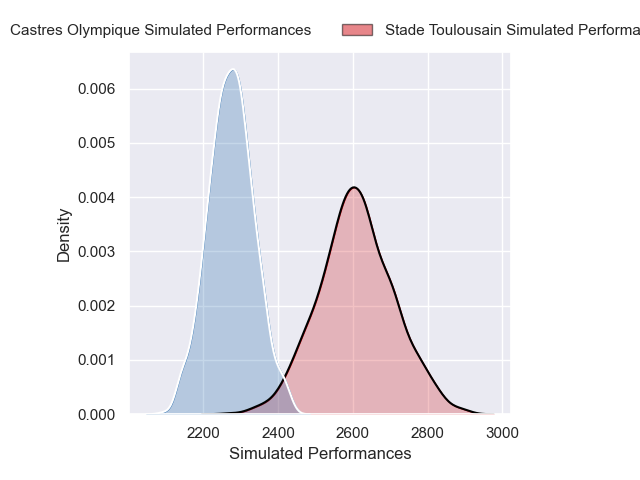 Castres Olympique Simulated Performances
Stade Toulousain Simulated Performa
0.006
0.005
0.004
0.003
0.002
0.001
0.000
Density
2200 2400 2600 2800 3000
Simulated Performances